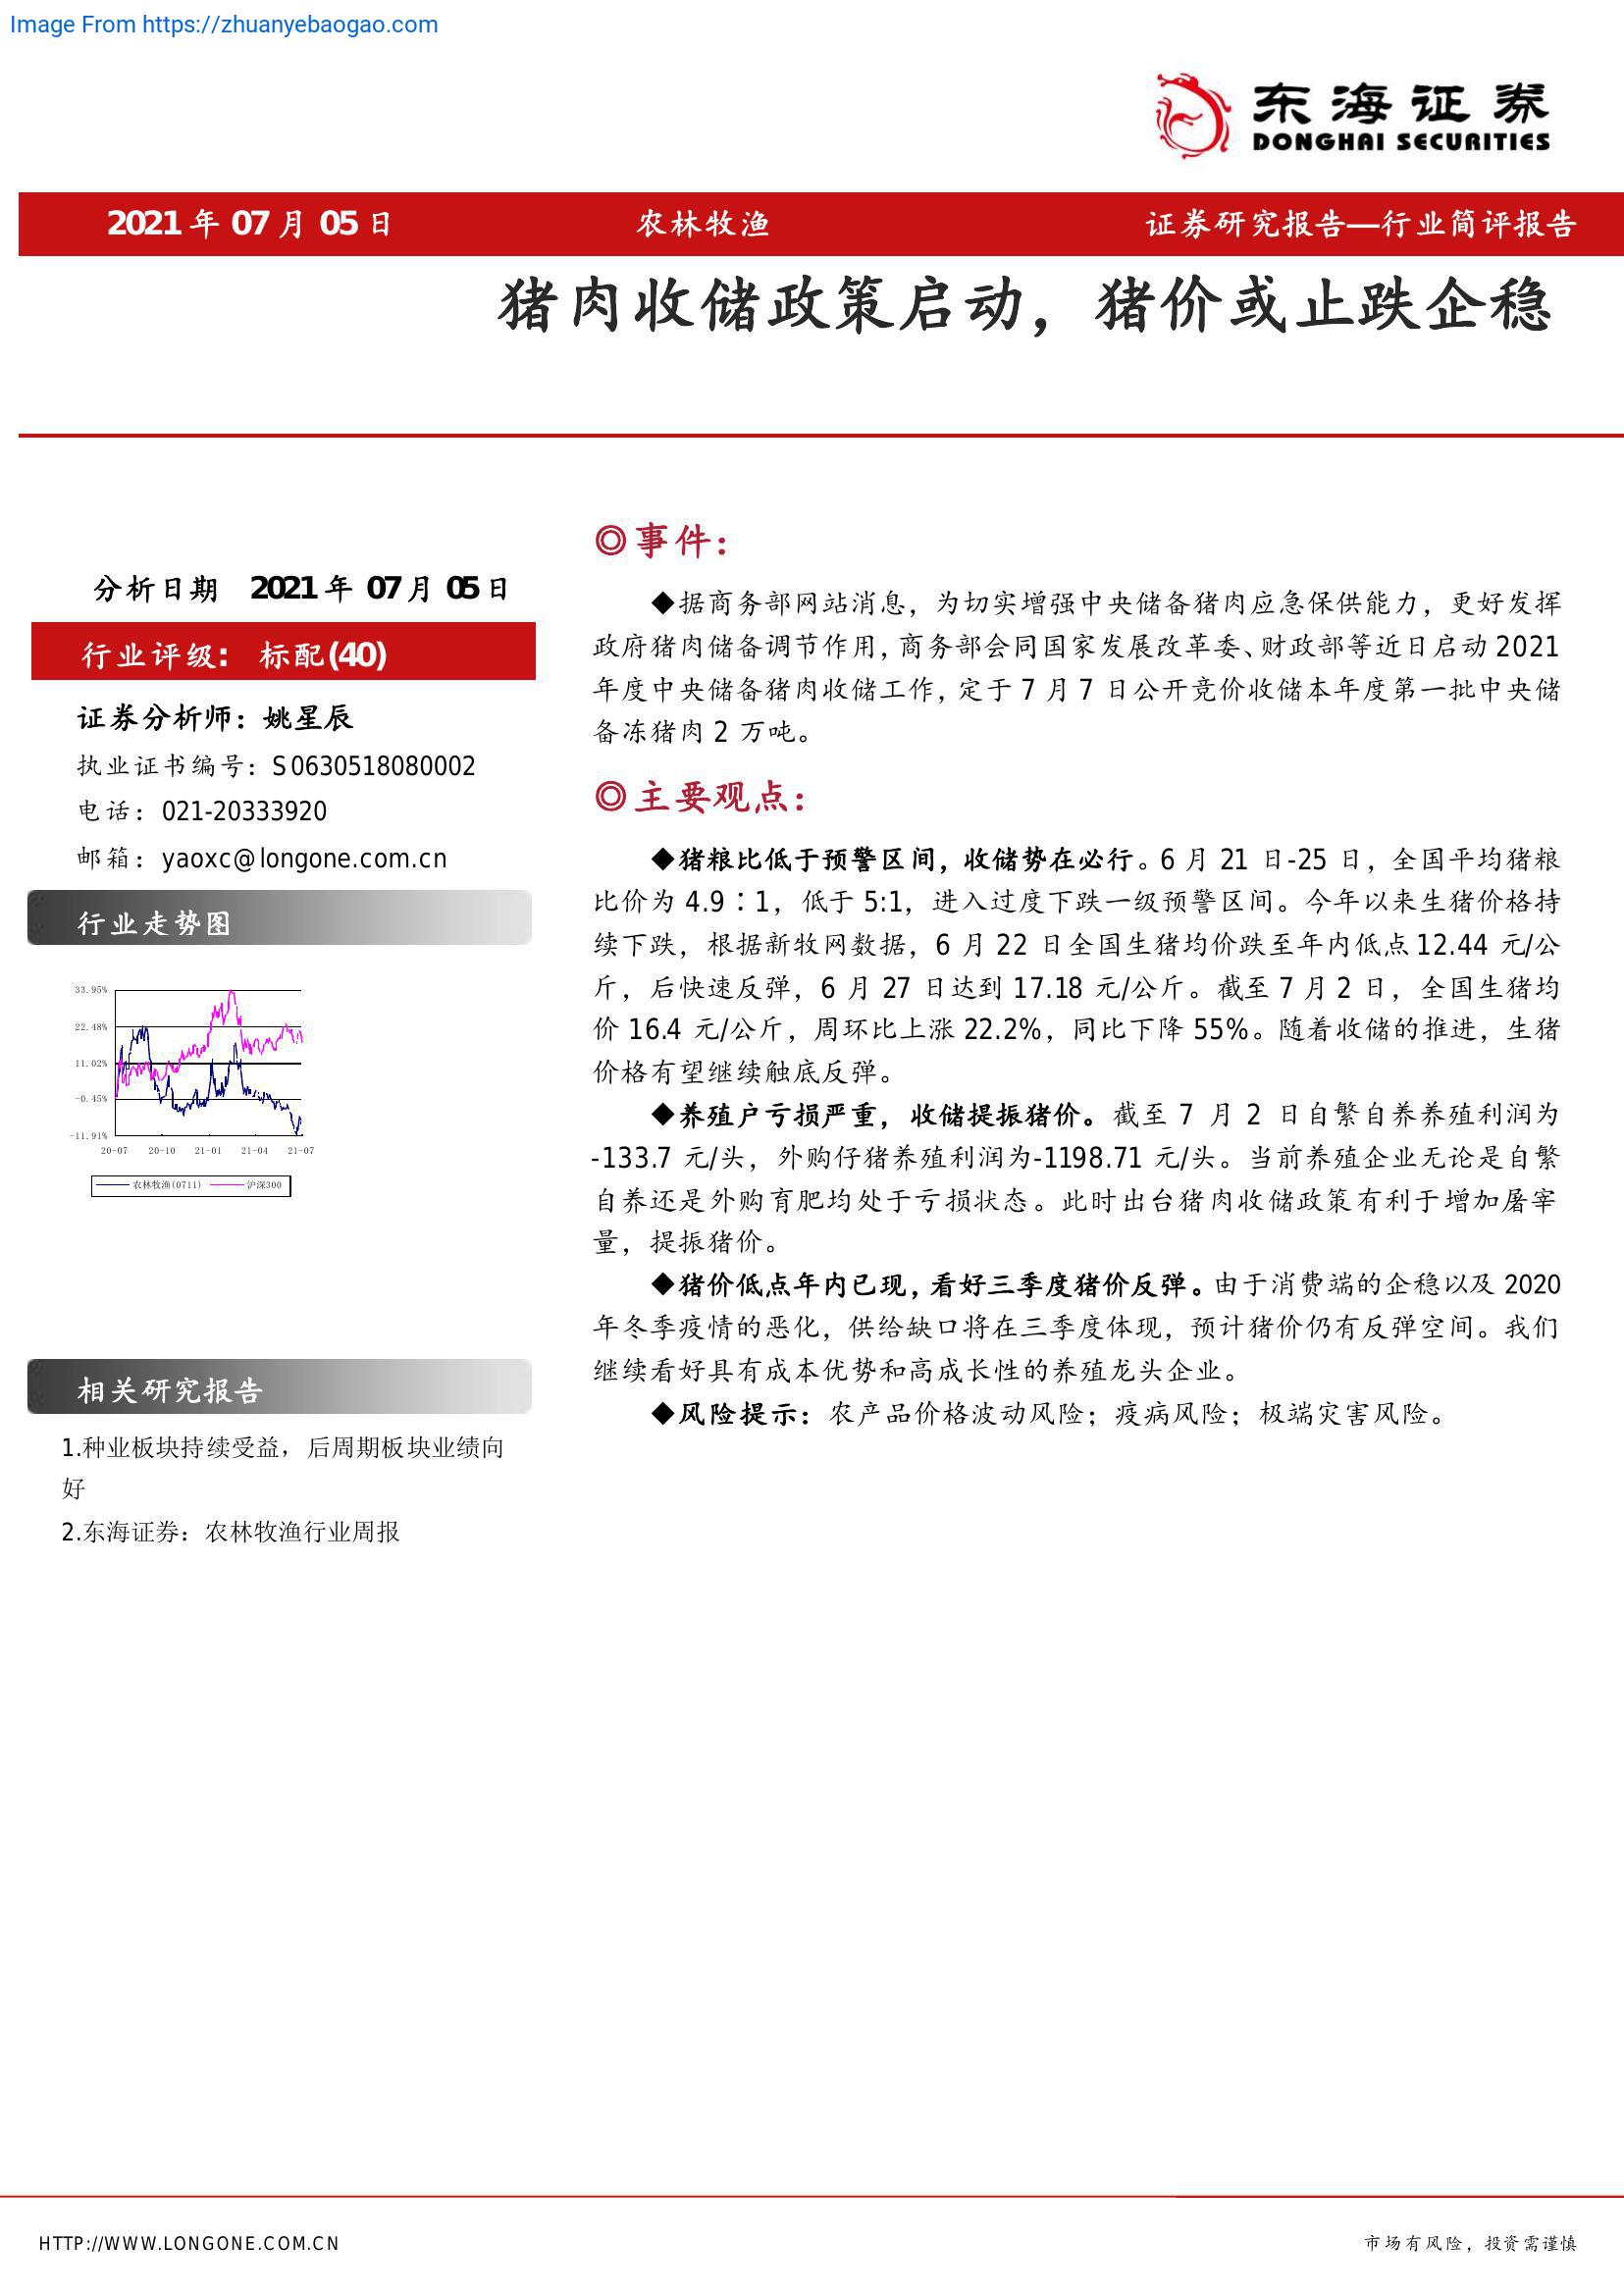 Image From https://zhuanyebaogao.com
东海证券
DONGHAI SECURITIES
2021年07月05日 农林牧渔 证券研究报告—行业简评报告
猪肉收储政策启动，猪价或止跌企稳
分析日期 2021年07月05日
行业评级： 标配(40)
证券分析师：姚星辰
执业证书编号：S0630518080002
电话：021-20333920
邮箱：yaoxc@longone.com.cn
行业走势图
33.95%
22.48%
11.02%
-0.45%
-11.91%
20-07 20-10 21-01 21-04 21-07
农林牧渔(0711) 沪深300
相关研究报告
1.种业板块持续受益，后周期板块业绩向
好
2.东海证券：农林牧渔行业周报
◎事件：
◆据商务部网站消息，为切实增强中央储备猪肉应急保供能力，更好发挥
政府猪肉储备调节作用，商务部会同国家发展改革委、财政部等近日启动2021
年度中央储备猪肉收储工作，定于7月7日公开竞价收储本年度第一批中央储
备冻猪肉2万吨。
◎主要观点：
◆猪粮比低于预警区间，收储势在必行。6月21日-25日，全国平均猪粮
比价为4.9：1，低于5:1，进入过度下跌一级预警区间。今年以来生猪价格持
续下跌，根据新牧网数据，6月22日全国生猪均价跌至年内低点12.44元/公
斤，后快速反弹，6月27日达到17.18元/公斤。截至7月2日，全国生猪均
价16.4元/公斤，周环比上涨22.2%，同比下降55%。随着收储的推进，生猪
价格有望继续触底反弹。
◆养殖户亏损严重，收储提振猪价。截至7月2日自繁自养养殖利润为
-133.7元/头，外购仔猪养殖利润为-1198.71元/头。当前养殖企业无论是自繁
自养还是外购育肥均处于亏损状态。此时出台猪肉收储政策有利于增加屠宰
量，提振猪价。
◆猪价低点年内已现，看好三季度猪价反弹。由于消费端的企稳以及2020
年冬季疫情的恶化，供给缺口将在三季度体现，预计猪价仍有反弹空间。我们
继续看好具有成本优势和高成长性的养殖龙头企业。
◆风险提示：农产品价格波动风险；疫病风险；极端灾害风险。
HTTP://WWW.LONGONE.COM.CN 市场有风险，投资需谨慎